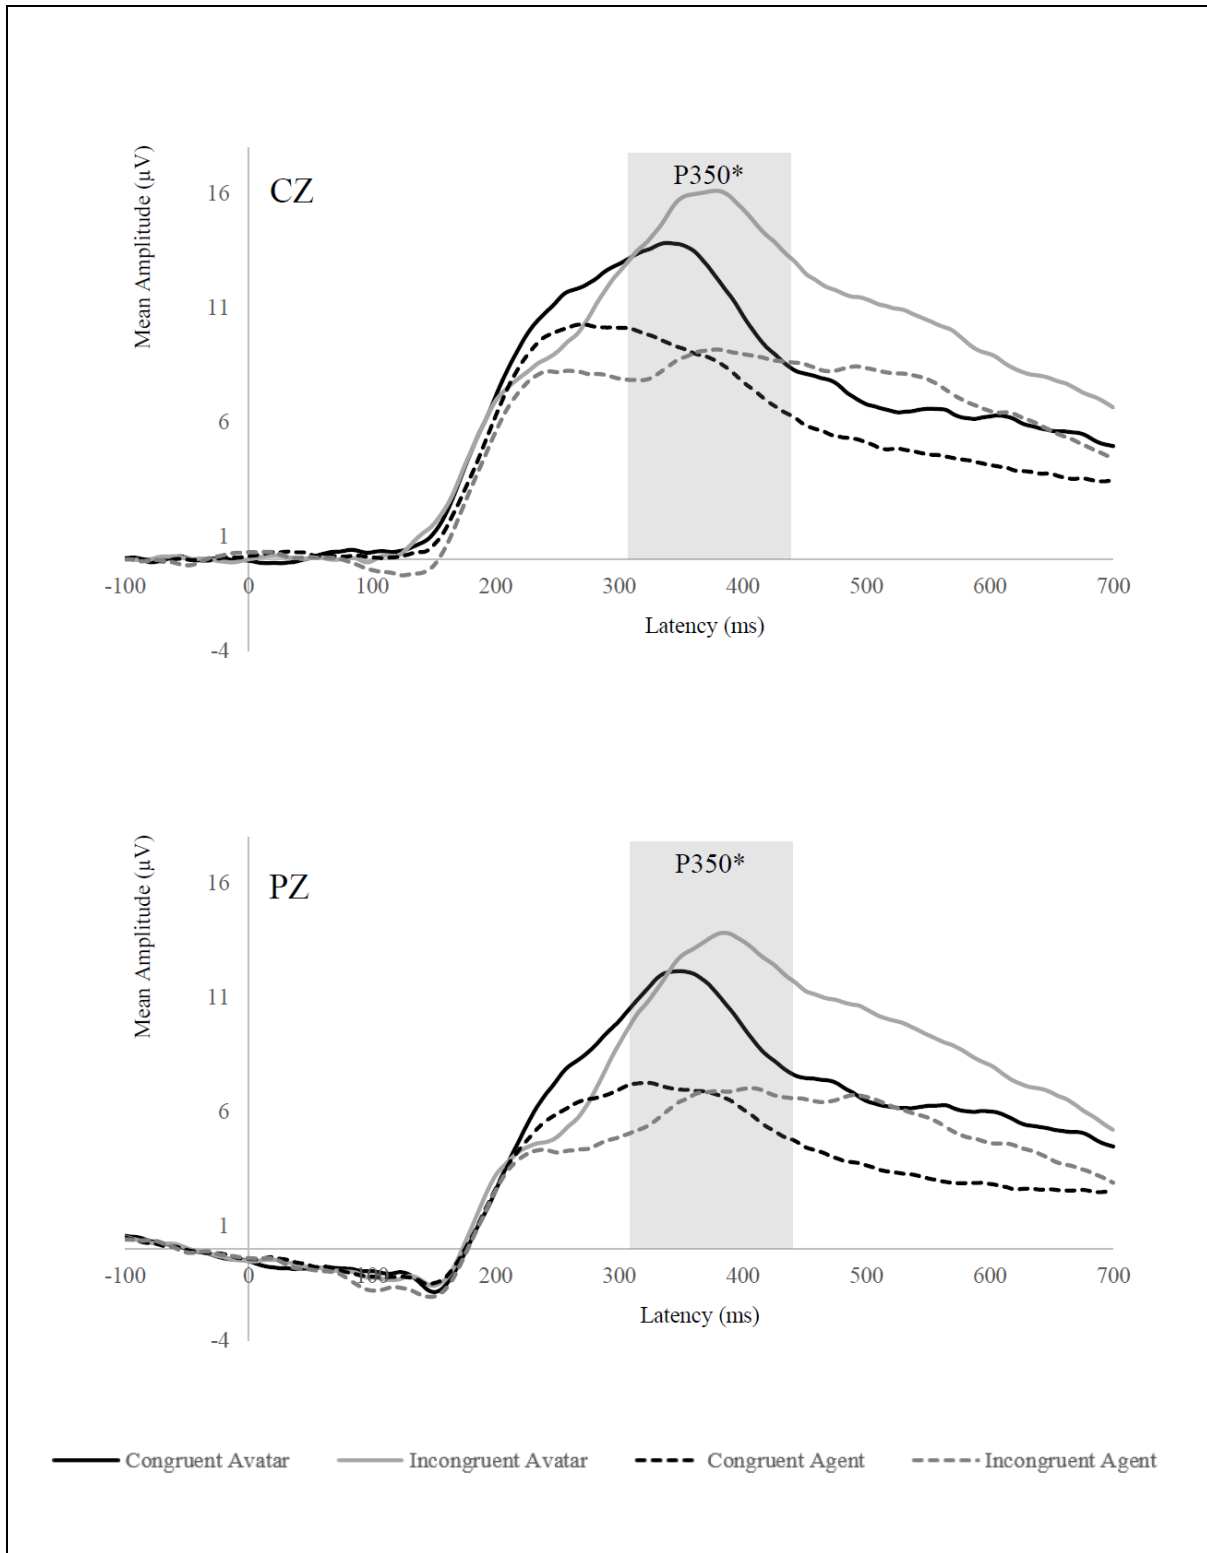 Mean Amplitude (µV)
CZ
P350*
16
11
6
1
-4
-100 0 100 200 300 400 500 600 700
Latency (ms)
Mean Amplitude (µV)
PZ
P350*
16
11
6
1
-4
-100 0 100 200 300 400 500 600 700
Latency (ms)
Congruent Avatar Incongruent Avatar Congruent Agent Incongruent Agent